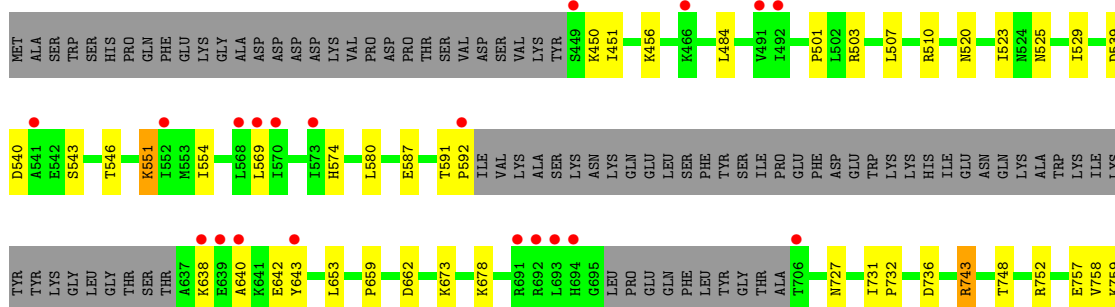 MET ALA SER TRP SER HIS PRO GLN PHE GLU LYS GLY ALA ASP ASP ASP ASP LYS VAL PRO ASP PRO THR SER VAL ASP SER VAL LYS TYR S449 K450 I451 K456 K466 L484 V491 I492 P501 L502 R503 L507 R510 N520 I523 N524 N525 I529 D539
D540 A541 E542 S543 T546 K551 I552 M553 I554 L568 L569 I570 I573 H574 L580 E587 T591 P592 ILE VAL LYS ALA SER LYS ASN LYS GLN GLU LEU SER PHE TYR SER ILE PRO GLU PHE ASP GLU TRP LYS LYS HIS ILE GLU ASN GLN LYS ALA TRP LYS ILE LYS
TYR TYR LYS GLY LEU GLY THR SER THR A637 K638 E639 A640 K641 E642 Y643 L653 P659 D662 K673 K678 R691 R692 L693 H694 G695 LEU PRO GLU GLN PHE LEU TYR GLY THR ALA T706 N727 I731 P732 D736 R743 T748 R752 E757 V758 V759